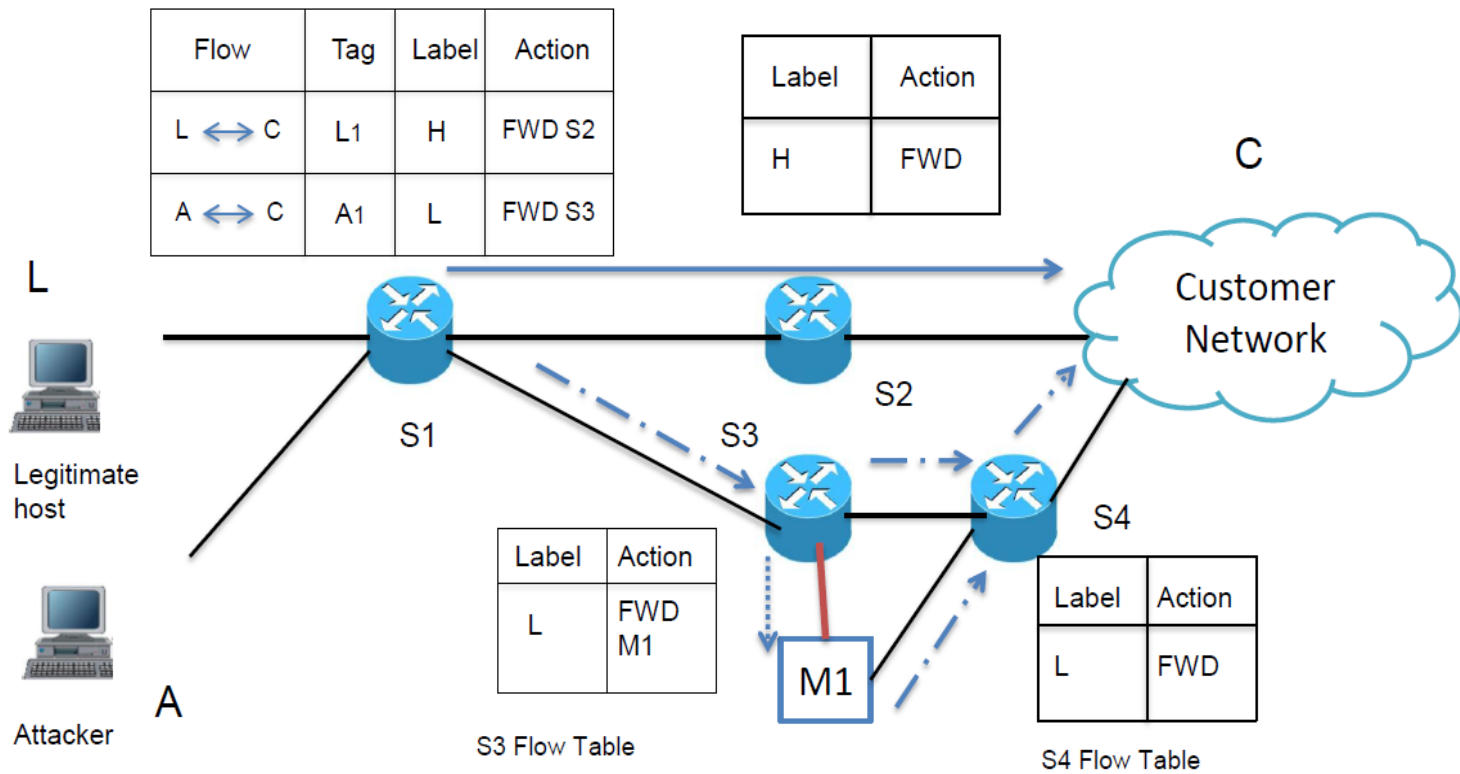 Flow Tag Label Action
L C L1 H FWD S2
A C A1 L FWD S3
Label Action
H FWD
C
L
Customer
Network
S1
S2
S3
S4
Legitimate
host
Label Action
L FWD
M1
Label Action
L FWD
M1
A
Attacker
S3 Flow Table
S4 Flow Table